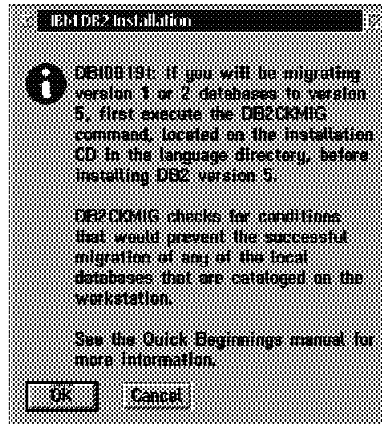 IBM DB2 Installation
DBI0019I: If you will be migrating
version 1 or 2 databases to version
5, first execute the DB2CKMIG
command, located on the installation
CD in the language directory, before
installing DB2 version 5.
DB2CKMIG checks for conditions
that would prevent the successful
migration of any of the local
databases that are cataloged on the
workstation.
See the Quick Beginnings manual for
more information.
OK
Cancel